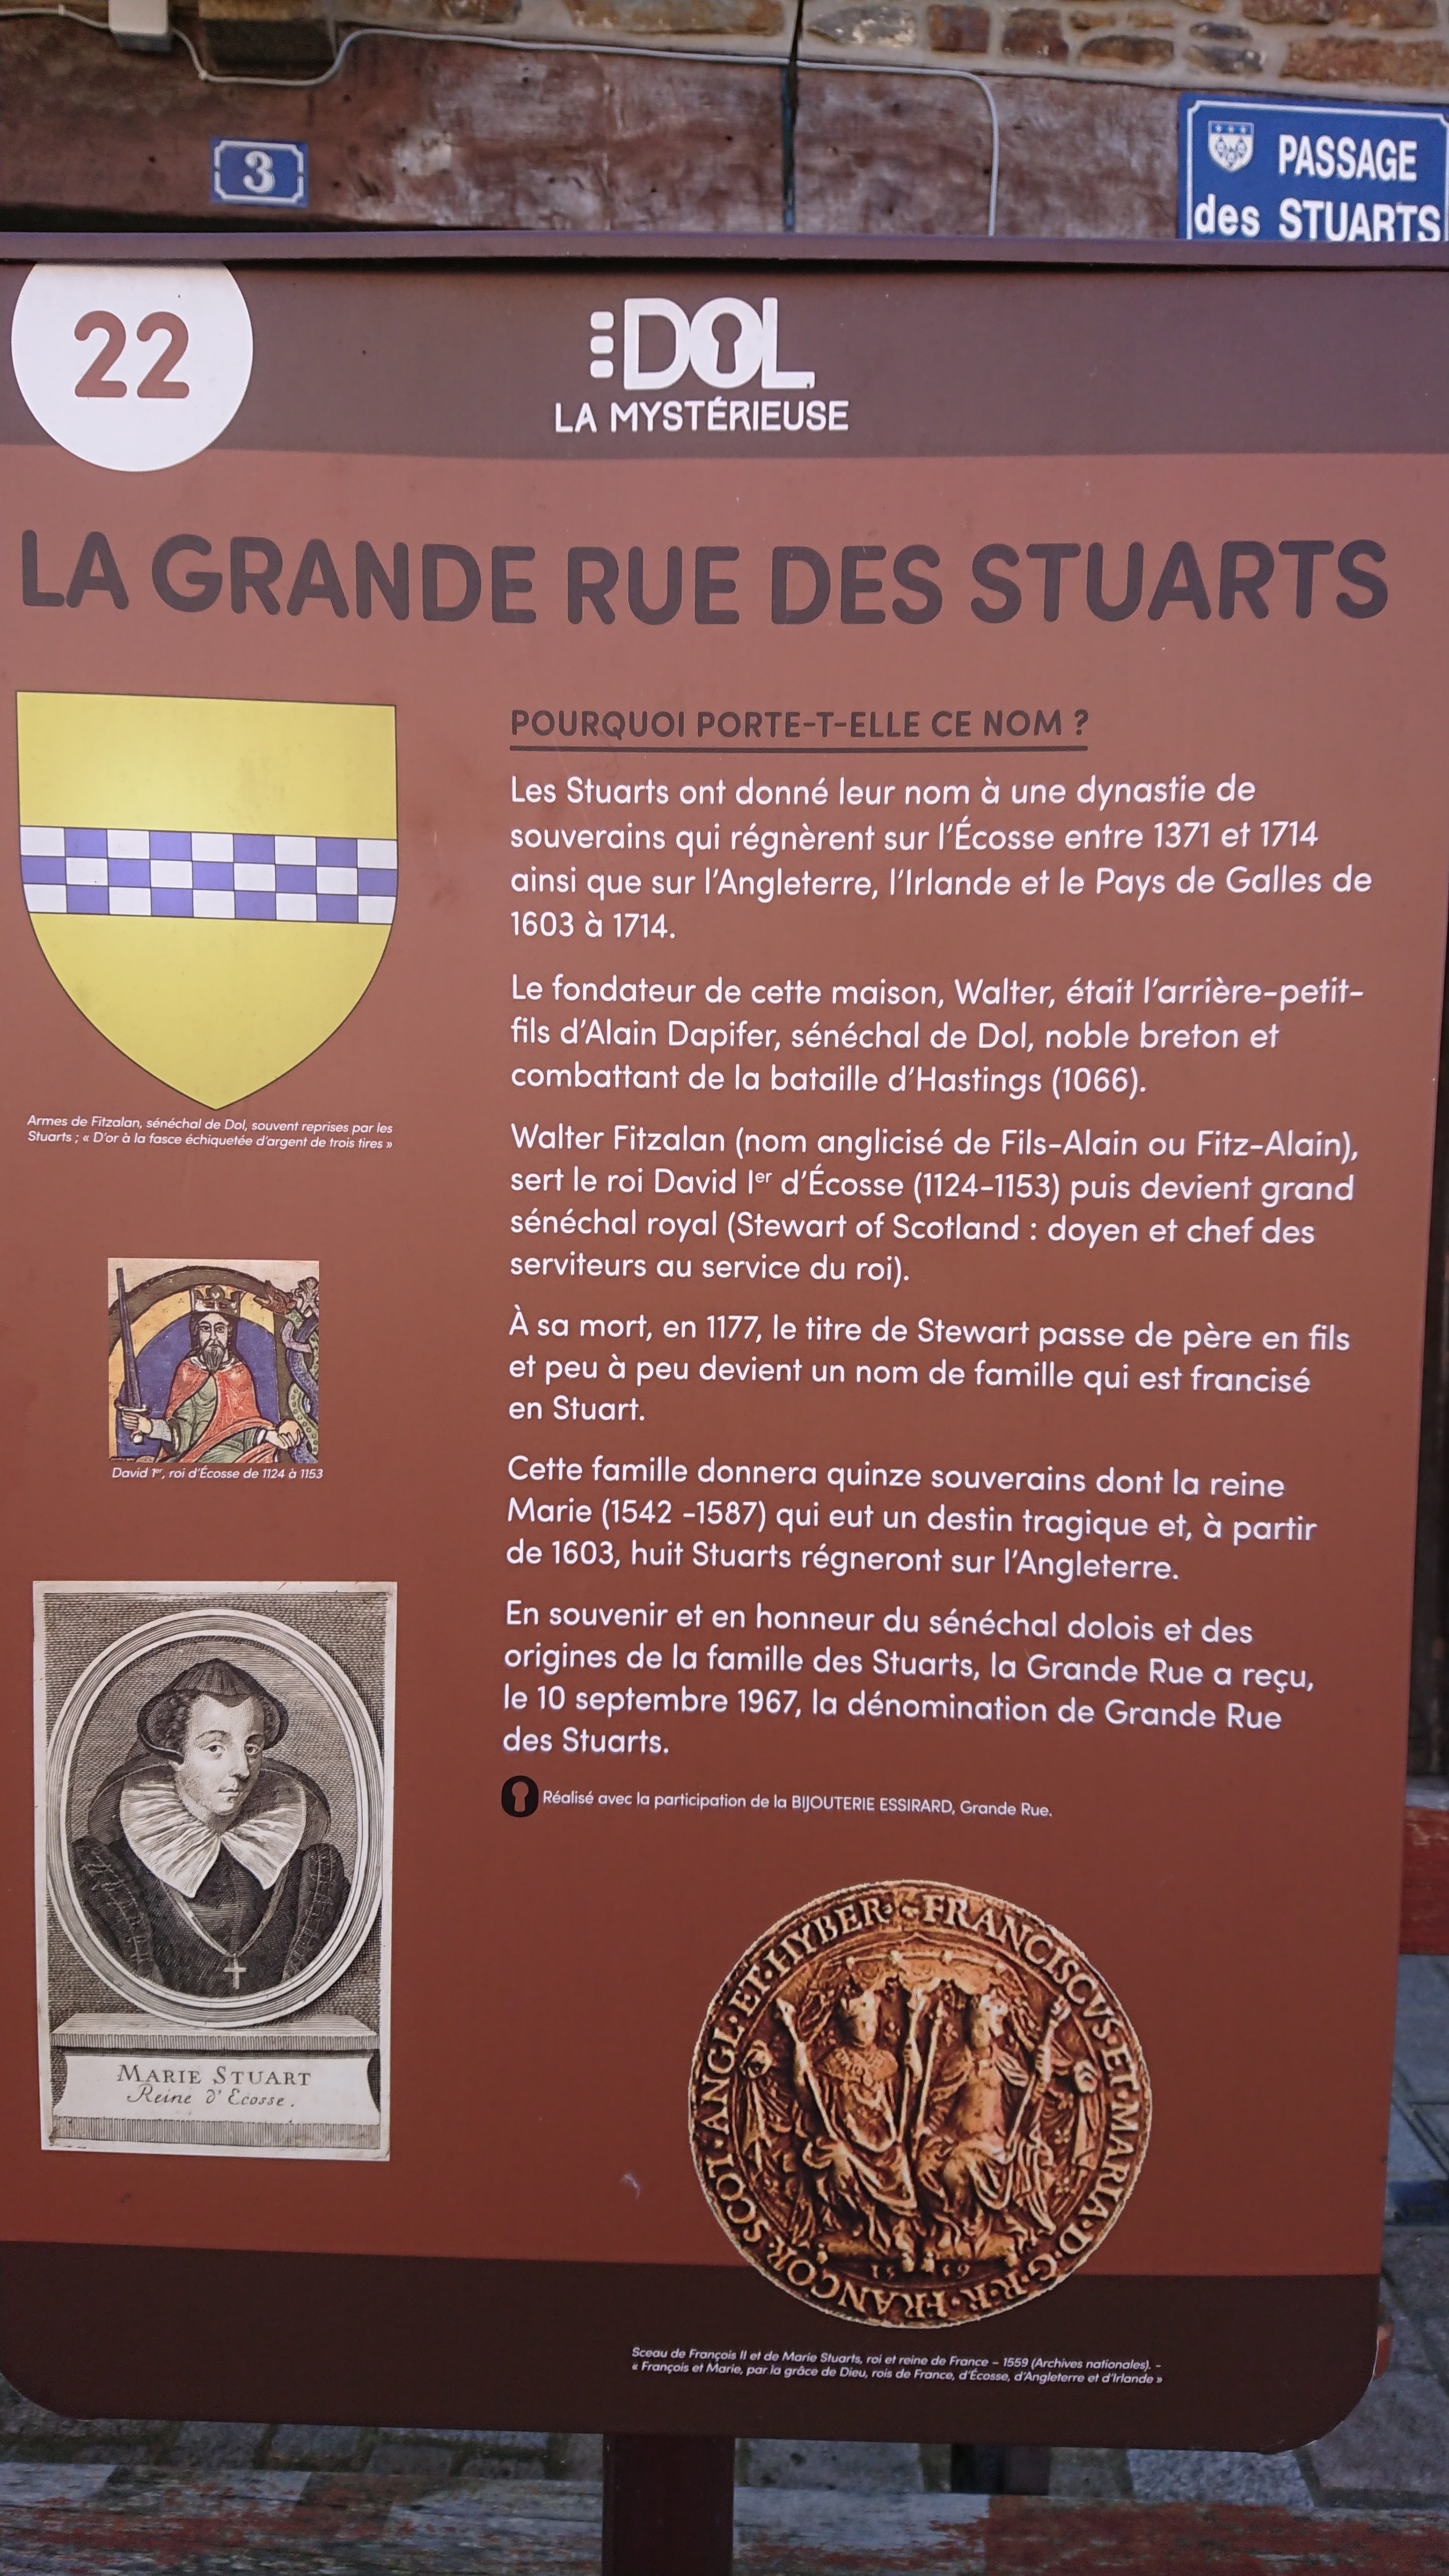 3
PASSAGE
des STUARTS
22
DOL
LA MYSTÉRIEUSE
LA GRANDE RUE DES STUARTS
POURQUOI PORTE-T-ELLE CE NOM ?
Les Stuarts ont donné leur nom à une dynastie de
souverains qui régnèrent sur l'Écosse entre 1371 et 1714
ainsi que sur l'Angleterre, l'Irlande et le Pays de Galles de
1603 à 1714.
Le fondateur de cette maison, Walter, était l'arrière-petit-
fils d'Alain Dapifer, sénéchal de Dol, noble breton et
combattant de la bataille d'Hastings (1066).
Walter Fitzalan (nom anglicisé de Fils-Alain ou Fitz-Alain),
sert le roi David Ier d'Écosse (1124-1153) puis devient grand
sénéchal royal (Stewart of Scotland : doyen et chef des
serviteurs au service du roi).
À sa mort, en 1177, le titre de Stewart passe de père en fils
et peu à peu devient un nom de famille qui est francisé
en Stuart.
Cette famille donnera quinze souverains dont la reine
Marie (1542 -1587) qui eut un destin tragique et, à partir
de 1603, huit Stuarts régneront sur l'Angleterre.
En souvenir et en honneur du sénéchal dolois et des
origines de la famille des Stuarts, la Grande Rue a reçu,
le 10 septembre 1967, la dénomination de Grande Rue
des Stuarts.
Réalisé avec la participation de la BIJOUTERIE ESSIRARD, Grande Rue.
Armes de Fitzalan, sénéchal de Dol, souvent reprises par les
Stuarts ; « D'or à la fasce échiquetée d'argent de trois tires »
David 1er, roi d'Écosse de 1124 à 1153
MARIE STUART
Reine d'Ecosse.
FRANCISCVS·ET·MARIA·D·G·R·R·FRANCOR·SCOT·ANGL·ET·HYBER·
1559
Sceau de François II et de Marie Stuarts, roi et reine de France – 1559 (Archives nationales). -
« François et Marie, par la grâce de Dieu, rois de France, d'Écosse, d'Angleterre et d'Irlande »